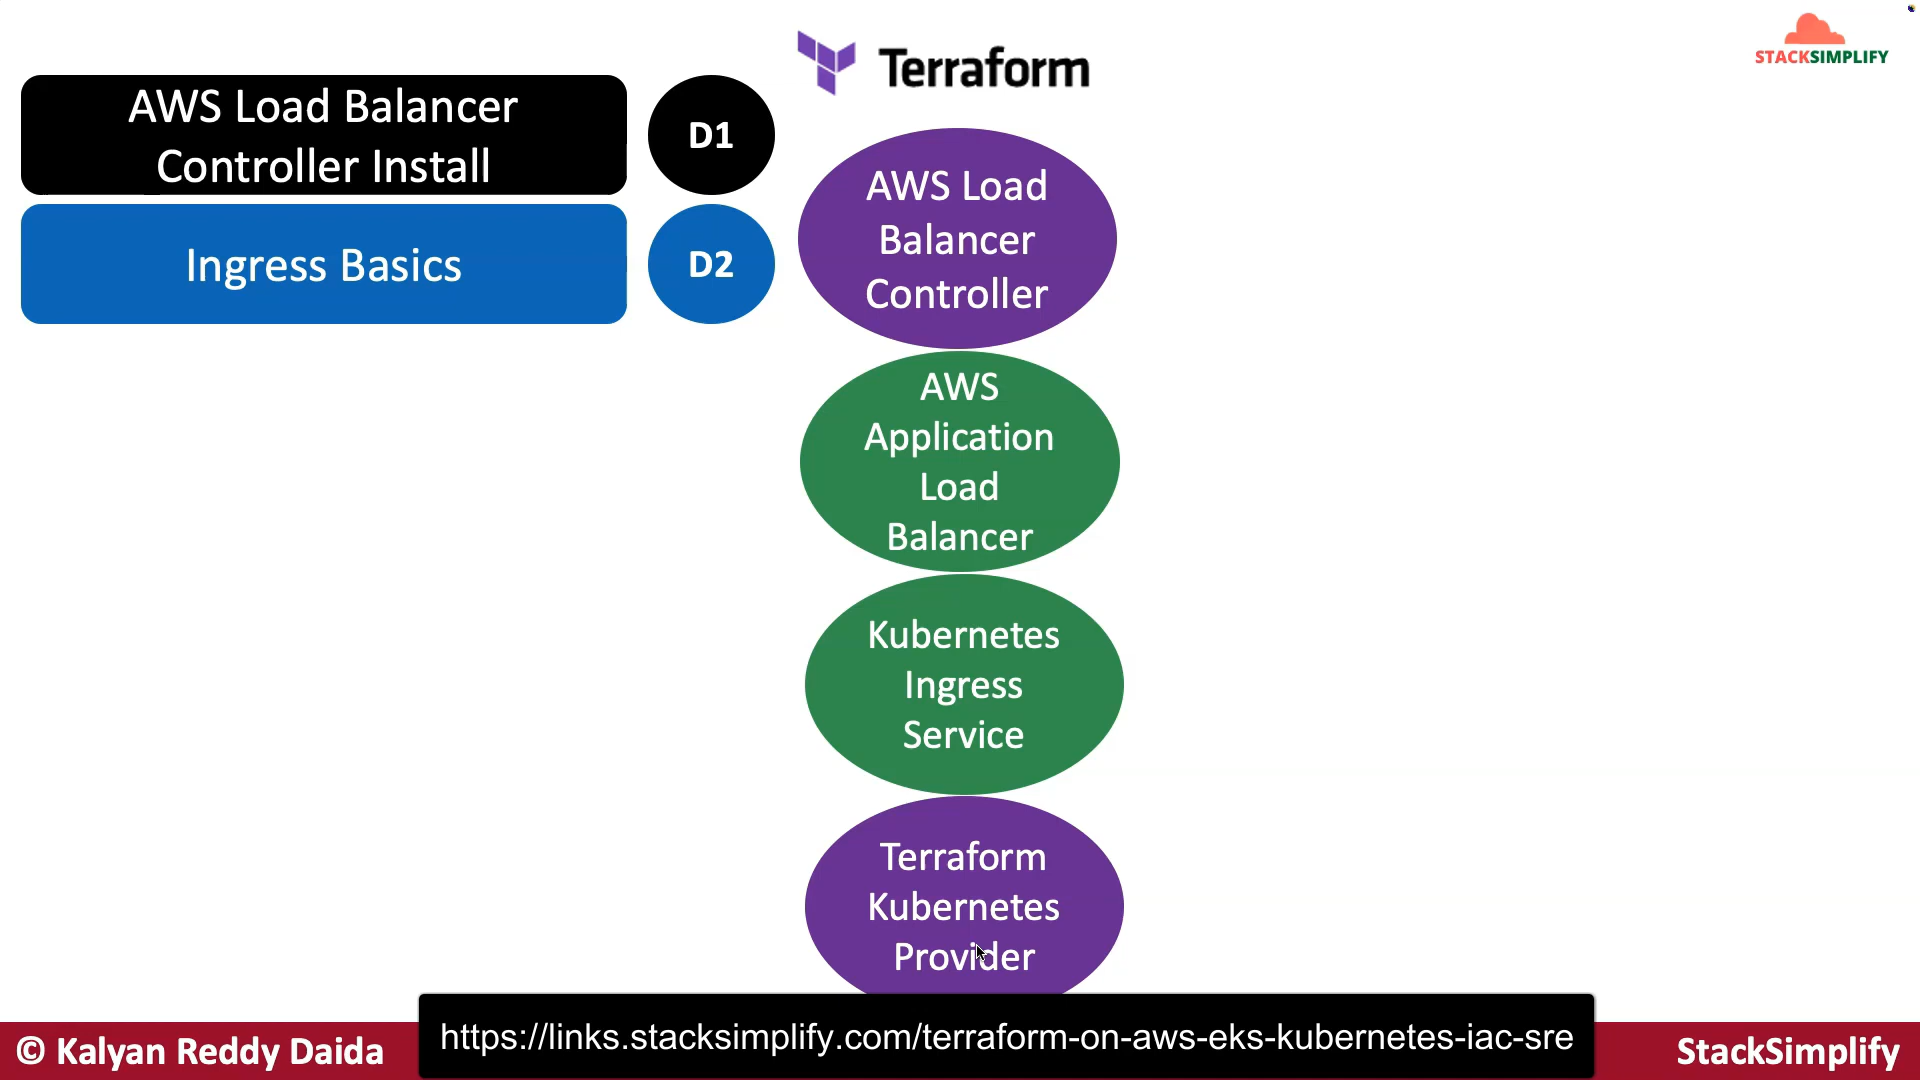 Terraform
STACKSIMPLIFY
AWS Load Balancer
Controller Install
D1
Ingress Basics
D2
AWS Load
Balancer
Controller
AWS
Application
Load
Balancer
Kubernetes
Ingress
Service
Terraform
Kubernetes
Provider
© Kalyan Reddy Daida
https://links.stacksimplify.com/terraform-on-aws-eks-kubernetes-iac-sre
StackSimplify